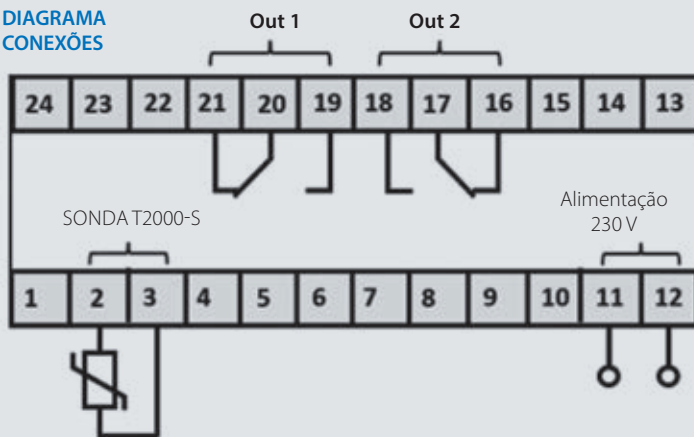 DIAGRAMA
CONEXÕES
Out 1 Out 2
24 23 22 21 20 19 18 17 16 15 14 13
SONDA T2000-S
Alimentação
230 V
1 2 3 4 5 6 7 8 9 10 11 12